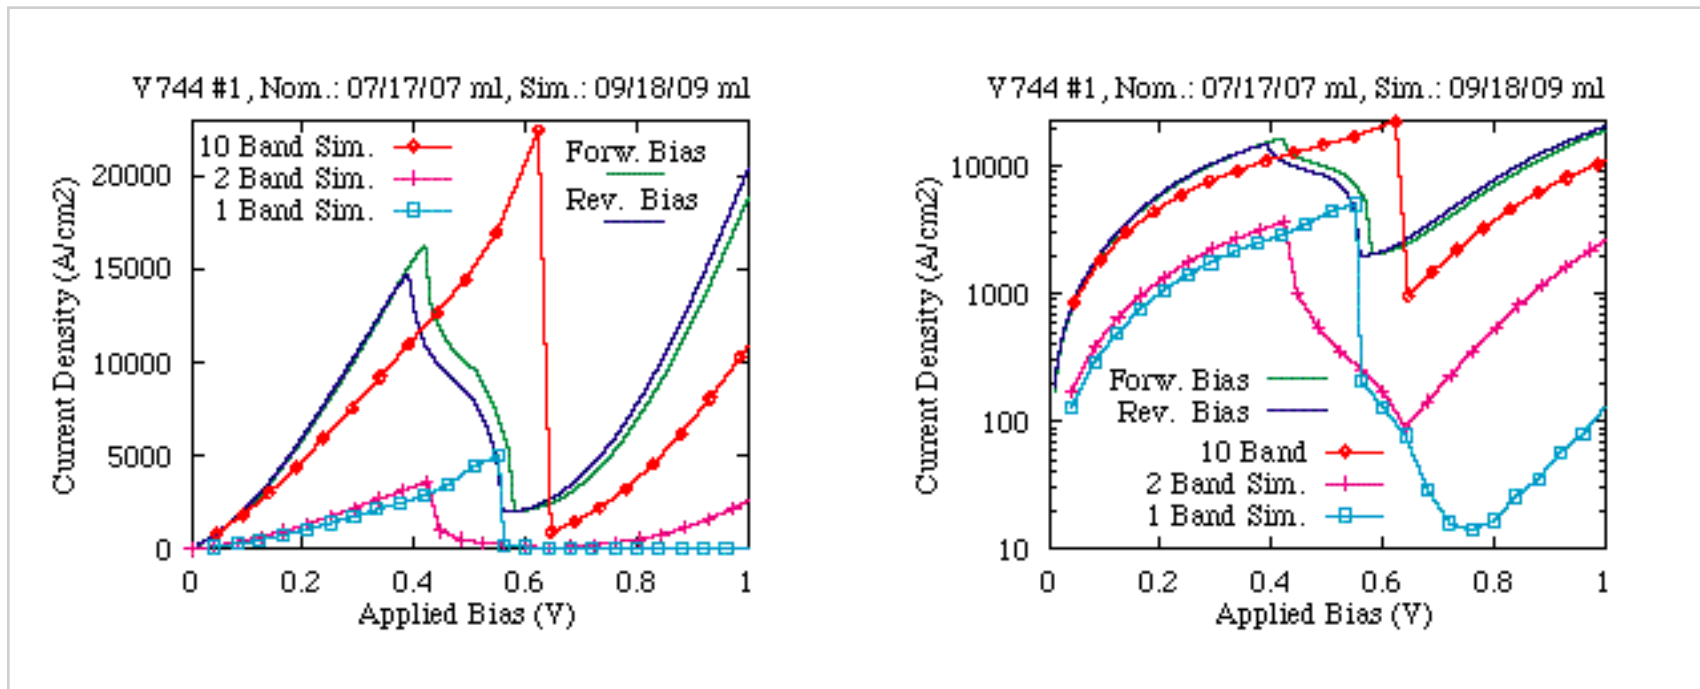 V744 #1, Nom.: 07/17/07 ml, Sim.: 09/18/09 ml
10 Band Sim.
2 Band Sim.
1 Band Sim.
Forw. Bias
Rev. Bias
20000
15000
10000
5000
0
0 0.2 0.4 0.6 0.8 1
Current Density (A/cm2)
Applied Bias (V)
V744 #1, Nom.: 07/17/07 ml, Sim.: 09/18/09 ml
10000
1000
100
10
Forw. Bias
Rev. Bias
10 Band
2 Band Sim.
1 Band Sim.
0 0.2 0.4 0.6 0.8 1
Current Density (A/cm2)
Applied Bias (V)